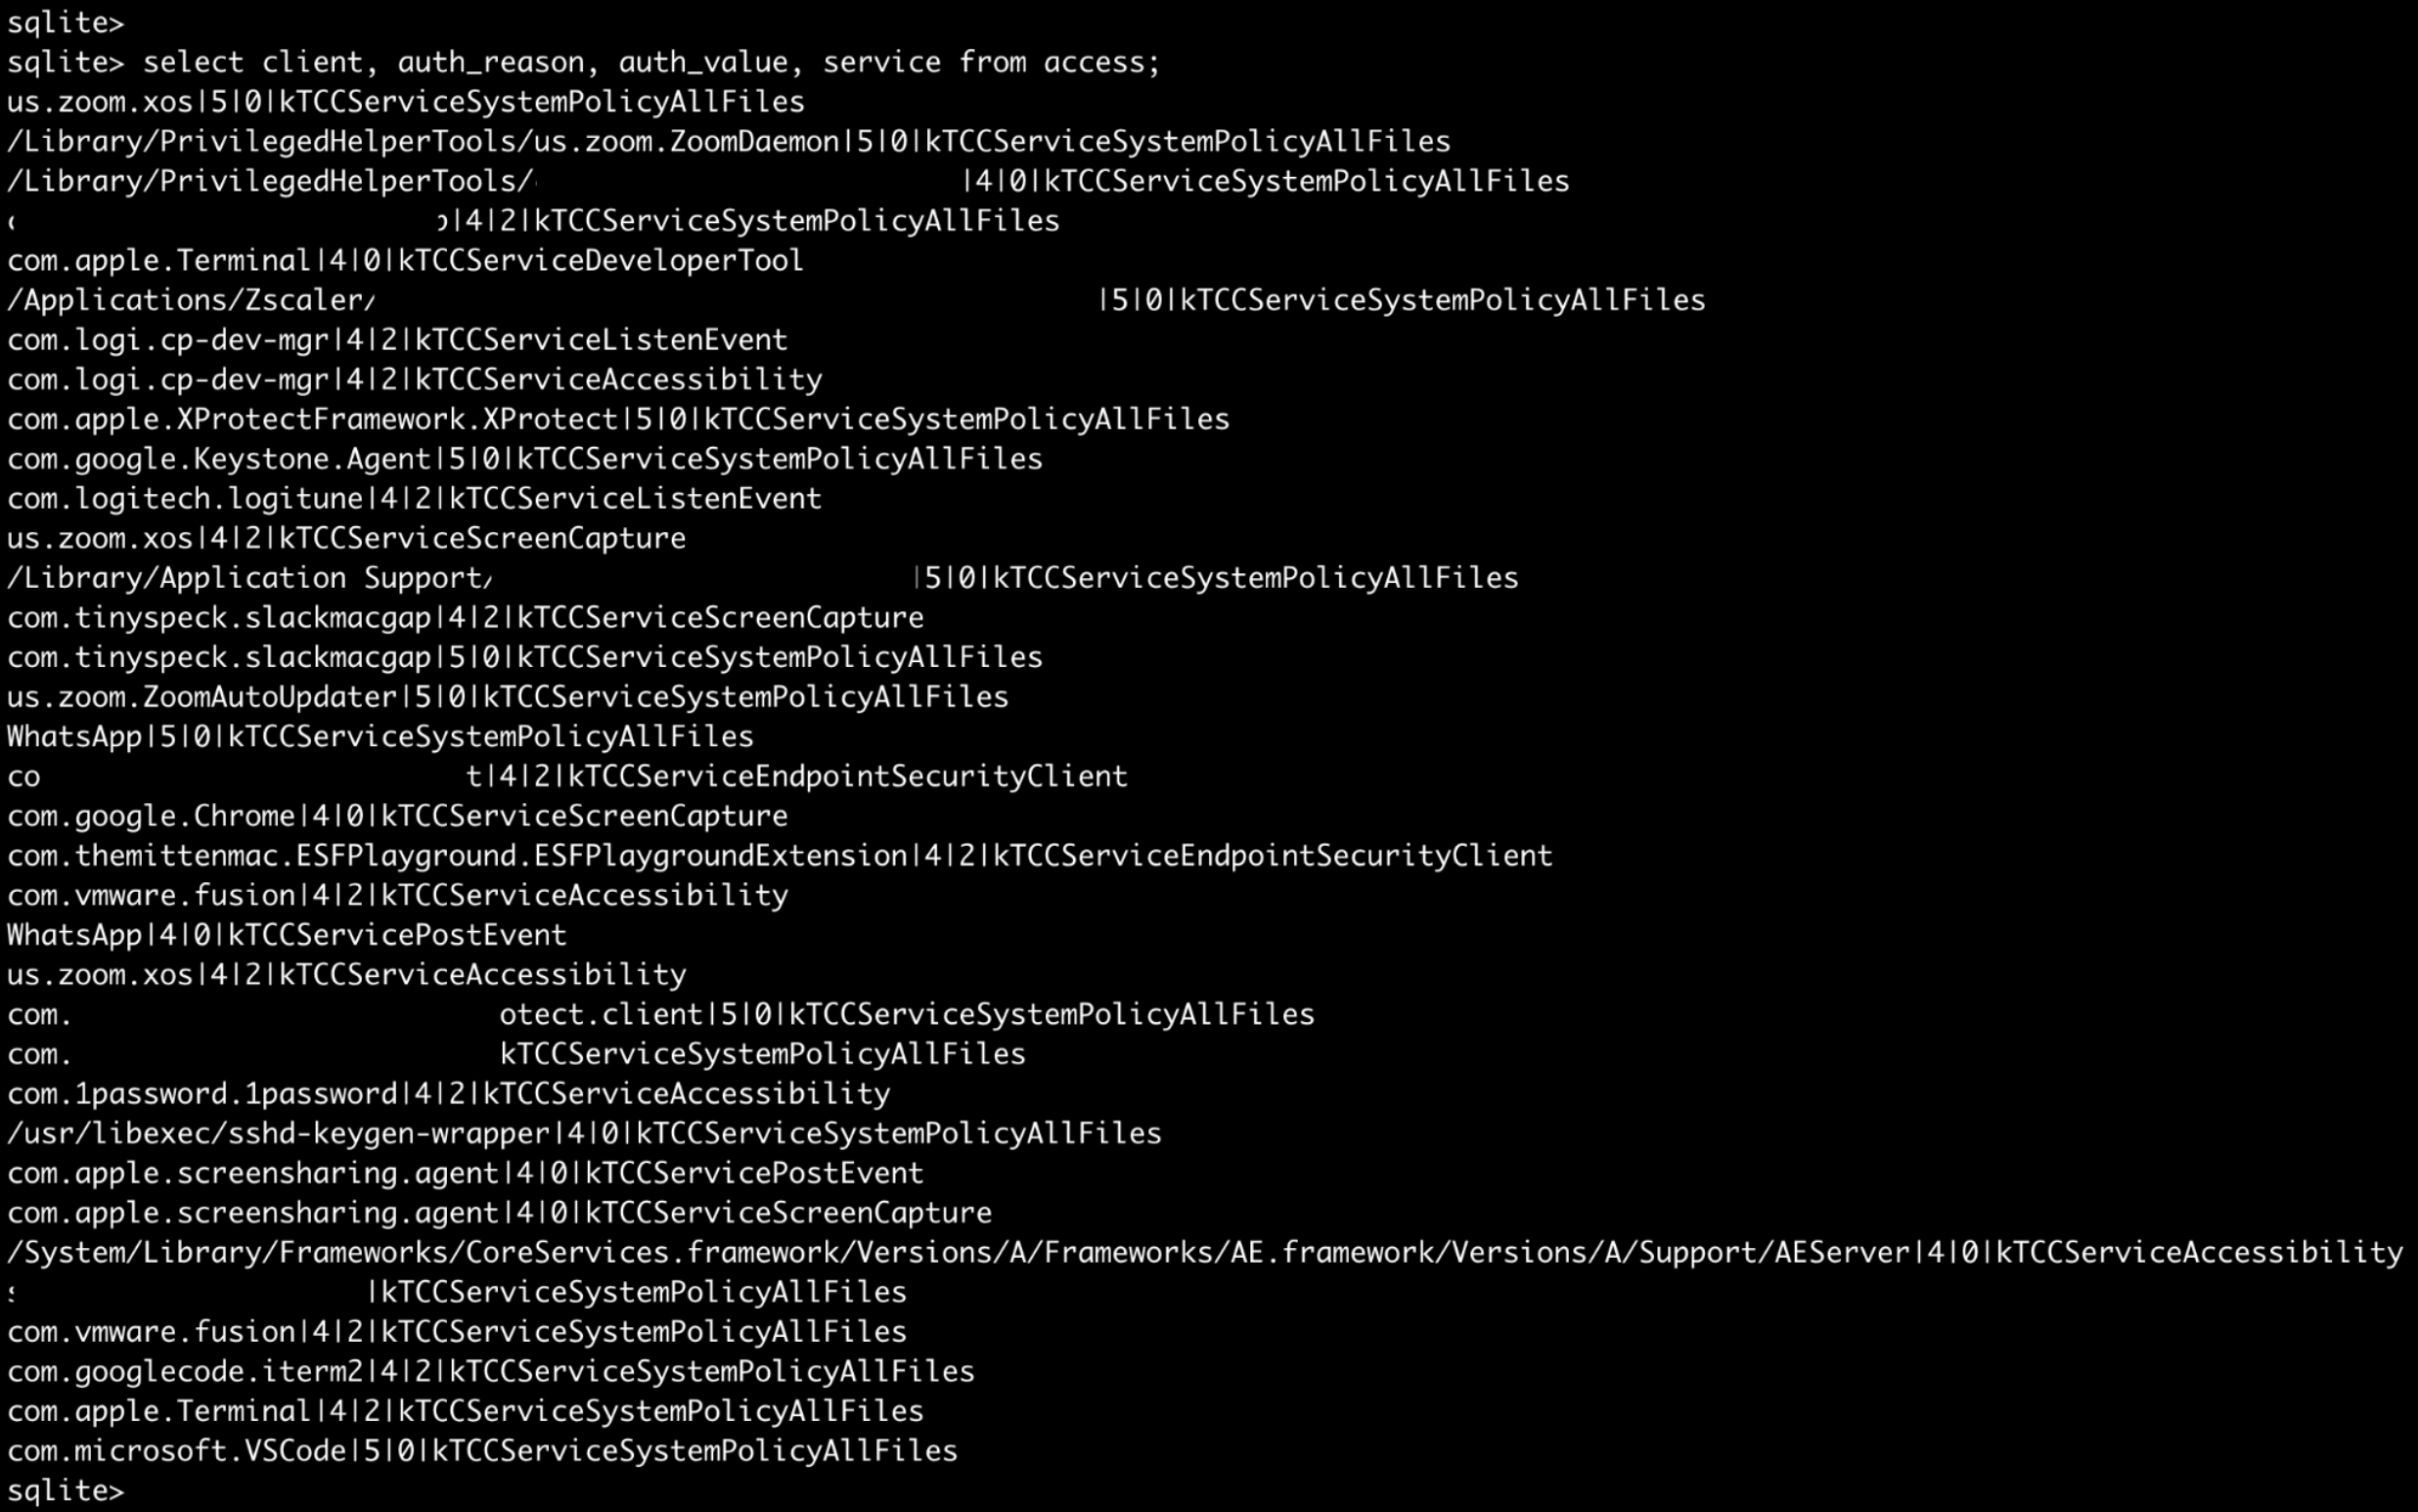 sqlite>
sqlite> select client, auth_reason, auth_value, service from access;
us.zoom.xos|5|0|kTCCServiceSystemPolicyAllFiles
/Library/PrivilegedHelperTools/us.zoom.ZoomDaemon|5|0|kTCCServiceSystemPolicyAllFiles
/Library/PrivilegedHelperTools/ |4|0|kTCCServiceSystemPolicyAllFiles
|4|2|kTCCServiceSystemPolicyAllFiles
com.apple.Terminal|4|0|kTCCServiceDeveloperTool
/Applications/Zscaler/ |5|0|kTCCServiceSystemPolicyAllFiles
com.logi.cp-dev-mgr|4|2|kTCCServiceListenEvent
com.logi.cp-dev-mgr|4|2|kTCCServiceAccessibility
com.apple.XProtectFramework.XProtect|5|0|kTCCServiceSystemPolicyAllFiles
com.google.Keystone.Agent|5|0|kTCCServiceSystemPolicyAllFiles
com.logitech.logitune|4|2|kTCCServiceListenEvent
us.zoom.xos|4|2|kTCCServiceScreenCapture
/Library/Application Support/ |5|0|kTCCServiceSystemPolicyAllFiles
com.tinyspeck.slackmacgap|4|2|kTCCServiceScreenCapture
com.tinyspeck.slackmacgap|5|0|kTCCServiceSystemPolicyAllFiles
us.zoom.ZoomAutoUpdater|5|0|kTCCServiceSystemPolicyAllFiles
WhatsApp|5|0|kTCCServiceSystemPolicyAllFiles
co t|4|2|kTCCServiceEndpointSecurityClient
com.google.Chrome|4|0|kTCCServiceScreenCapture
com.themittenmac.ESFPlayground.ESFPlaygroundExtension|4|2|kTCCServiceEndpointSecurityClient
com.vmware.fusion|4|2|kTCCServiceAccessibility
WhatsApp|4|0|kTCCServicePostEvent
us.zoom.xos|4|2|kTCCServiceAccessibility
com. otect.client|5|0|kTCCServiceSystemPolicyAllFiles
com. kTCCServiceSystemPolicyAllFiles
com.1password.1password|4|2|kTCCServiceAccessibility
/usr/libexec/sshd-keygen-wrapper|4|0|kTCCServiceSystemPolicyAllFiles
com.apple.screensharing.agent|4|0|kTCCServicePostEvent
com.apple.screensharing.agent|4|0|kTCCServiceScreenCapture
/System/Library/Frameworks/CoreServices.framework/Versions/A/Frameworks/AE.framework/Versions/A/Support/AEServer|4|0|kTCCServiceAccessibility
|kTCCServiceSystemPolicyAllFiles
com.vmware.fusion|4|2|kTCCServiceSystemPolicyAllFiles
com.googlecode.iterm2|4|2|kTCCServiceSystemPolicyAllFiles
com.apple.Terminal|4|2|kTCCServiceSystemPolicyAllFiles
com.microsoft.VSCode|5|0|kTCCServiceSystemPolicyAllFiles
sqlite>